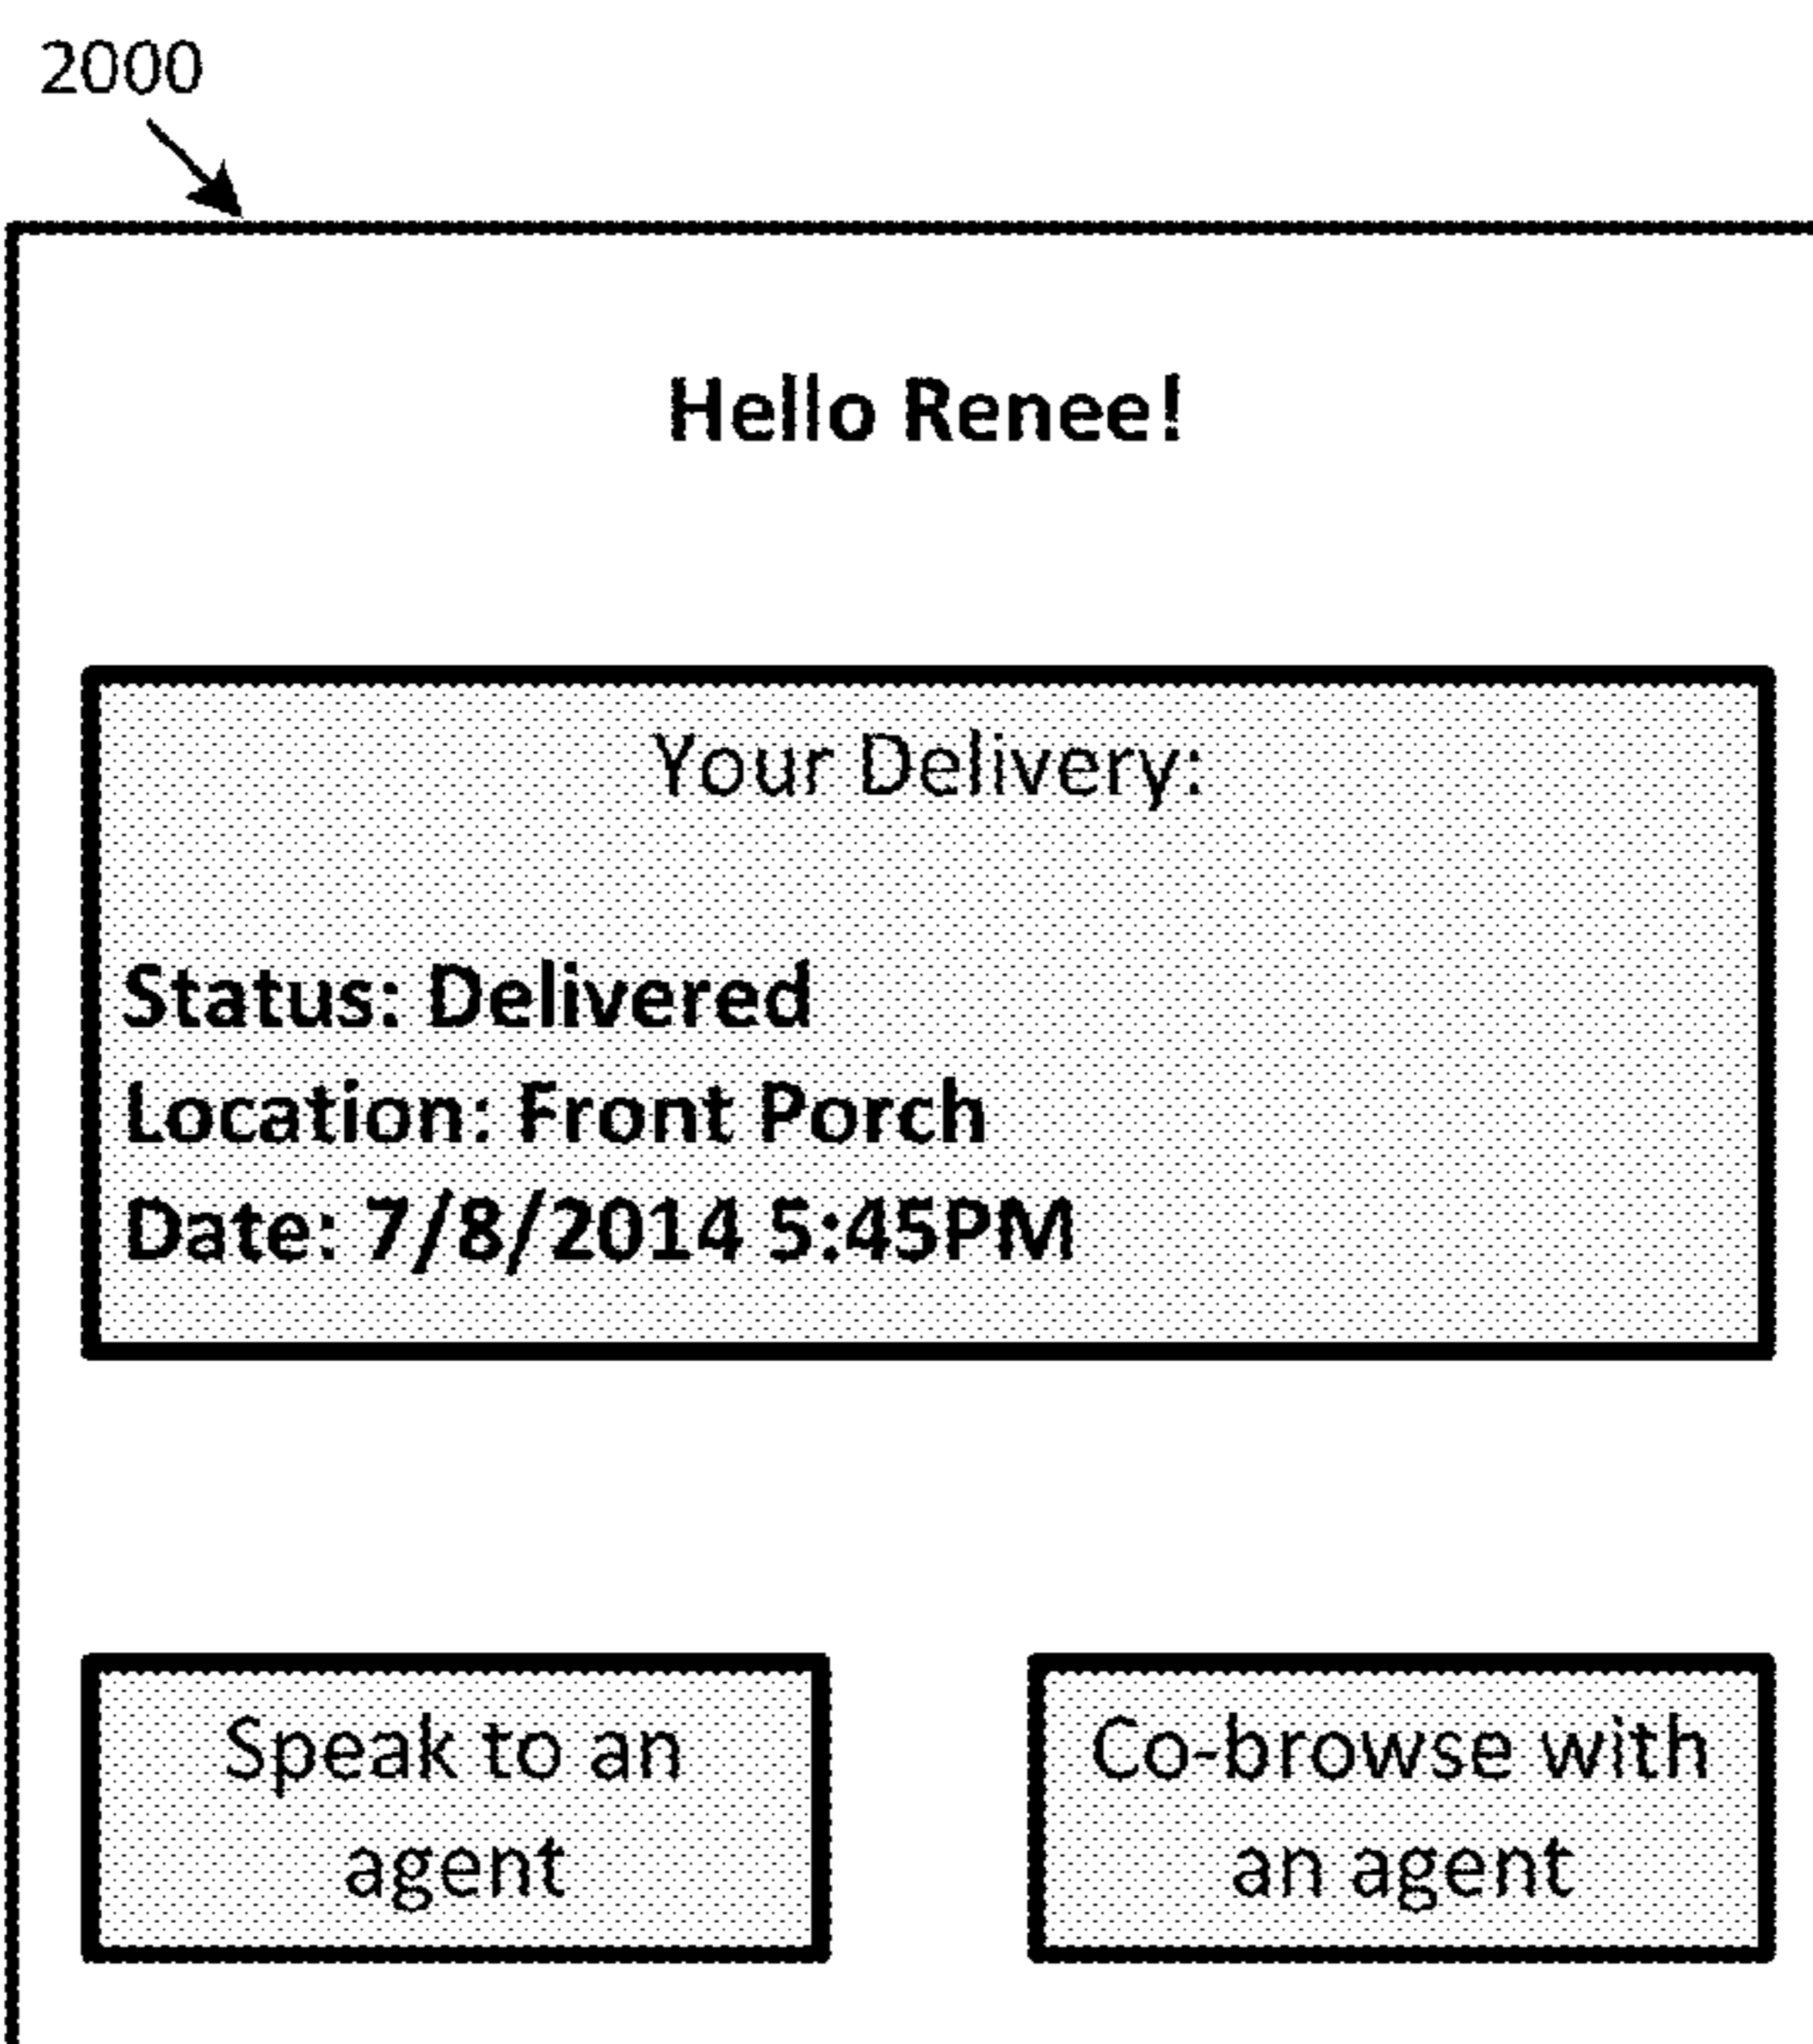 2000
Hello Renee!
Your Delivery:
Status: Delivered
Location: Front Porch
Date: 7/8/2014 5:45PM
Speak to an
agent
Co-browse with
an agent